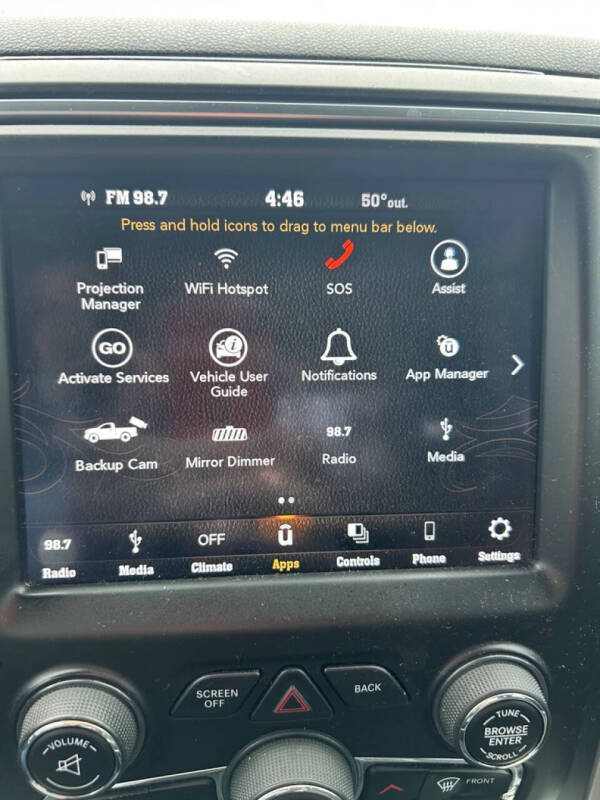 FM 98.7 4:46 50° out.
Press and hold icons to drag to menu bar below.
Projection Manager
WiFi Hotspot
SOS
Assist
GO
Activate Services
Vehicle User Guide
Notifications
App Manager
Backup Cam
Mirror Dimmer
98.7
Radio
Media
98.7
Radio
Media
OFF
Climate
Apps
Controls
Phone
Settings
VOLUME
SCREEN OFF
BACK
TUNE
BROWSE
ENTER
SCROLL
FRONT